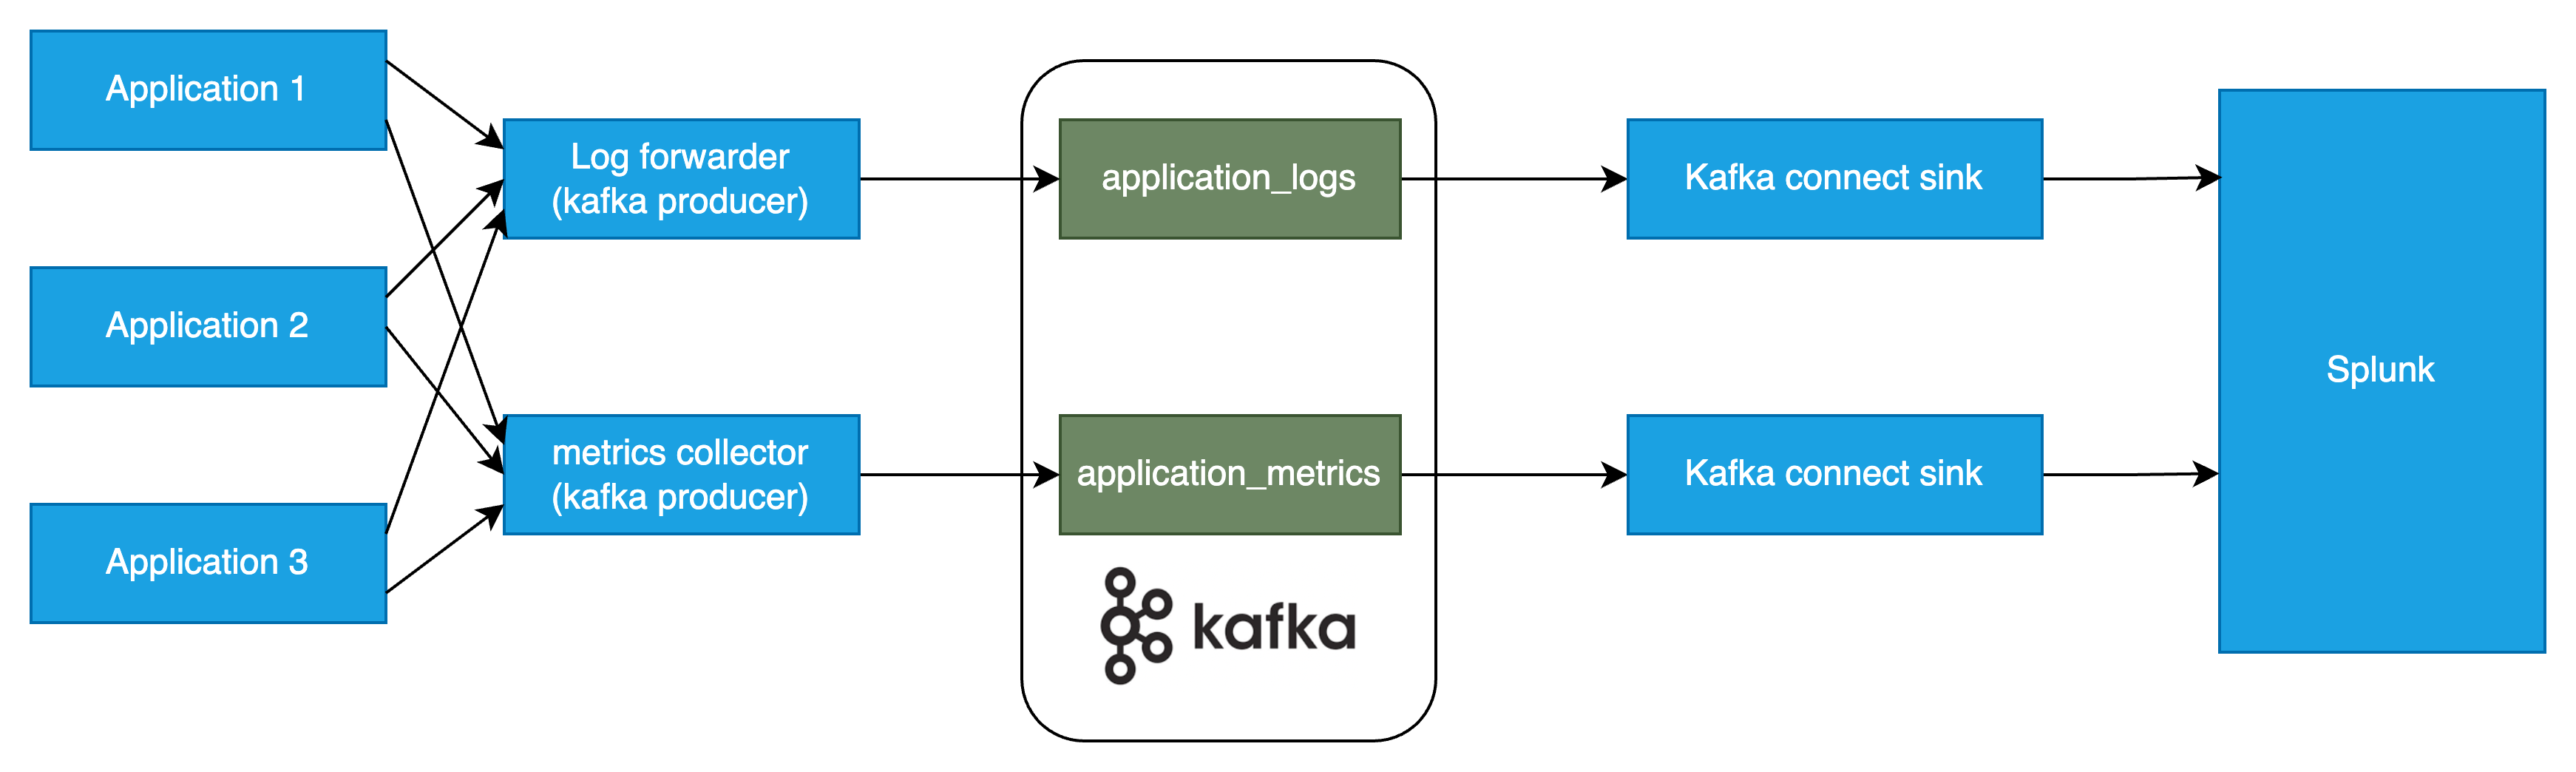 Application 1
Application 2
Application 3
Log forwarder
(kafka producer)
metrics collector
(kafka producer)
application_logs
application_metrics
kafka
Kafka connect sink
Kafka connect sink
Splunk